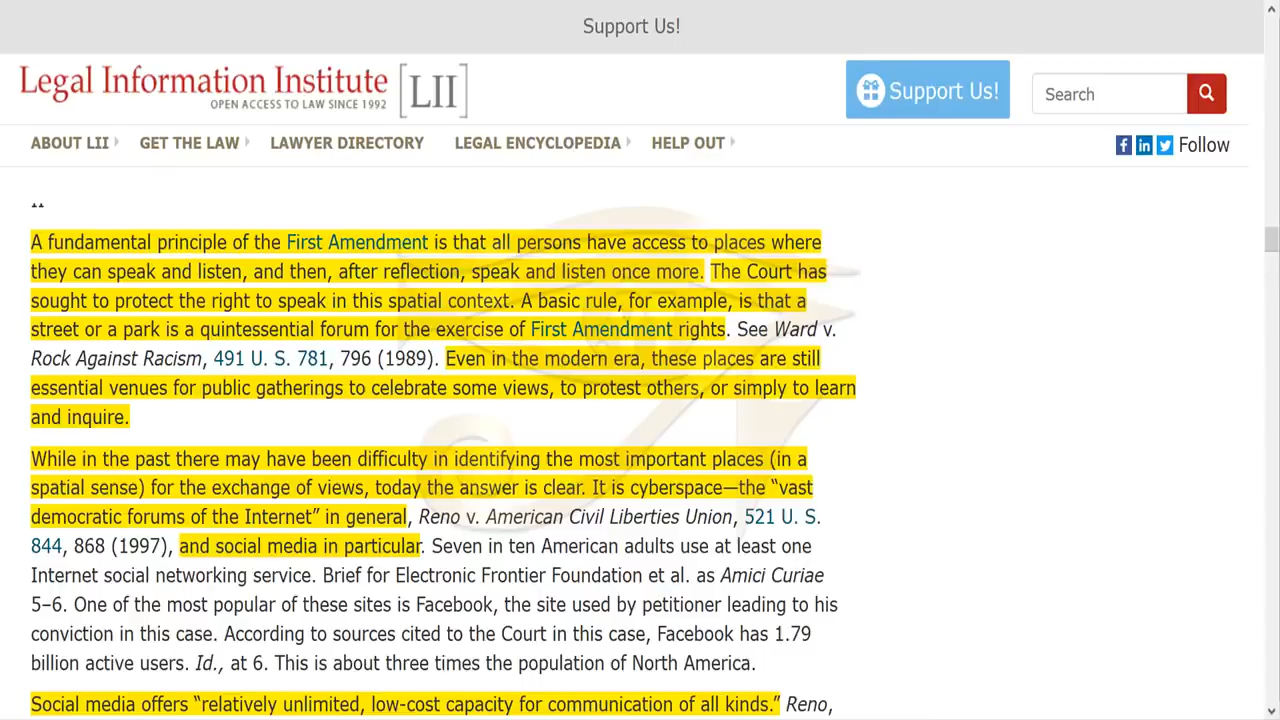 Support Us!
Legal Information Institute [LII]
OPEN ACCESS TO LAW SINCE 1992
Support Us!
Search
ABOUT LII GET THE LAW LAWYER DIRECTORY LEGAL ENCYCLOPEDIA HELP OUT
Follow
A fundamental principle of the First Amendment is that all persons have access to places where
they can speak and listen, and then, after reflection, speak and listen once more. The Court has
sought to protect the right to speak in this spatial context. A basic rule, for example, is that a
street or a park is a quintessential forum for the exercise of First Amendment rights. See Ward v.
Rock Against Racism, 491 U. S. 781, 796 (1989). Even in the modern era, these places are still
essential venues for public gatherings to celebrate some views, to protest others, or simply to learn
and inquire.
While in the past there may have been difficulty in identifying the most important places (in a
spatial sense) for the exchange of views, today the answer is clear. It is cyberspace—the “vast
democratic forums of the Internet” in general, Reno v. American Civil Liberties Union, 521 U. S.
844, 868 (1997), and social media in particular. Seven in ten American adults use at least one
Internet social networking service. Brief for Electronic Frontier Foundation et al. as Amici Curiae
5–6. One of the most popular of these sites is Facebook, the site used by petitioner leading to his
conviction in this case. According to sources cited to the Court in this case, Facebook has 1.79
billion active users. Id., at 6. This is about three times the population of North America.
Social media offers “relatively unlimited, low-cost capacity for communication of all kinds.” Reno,